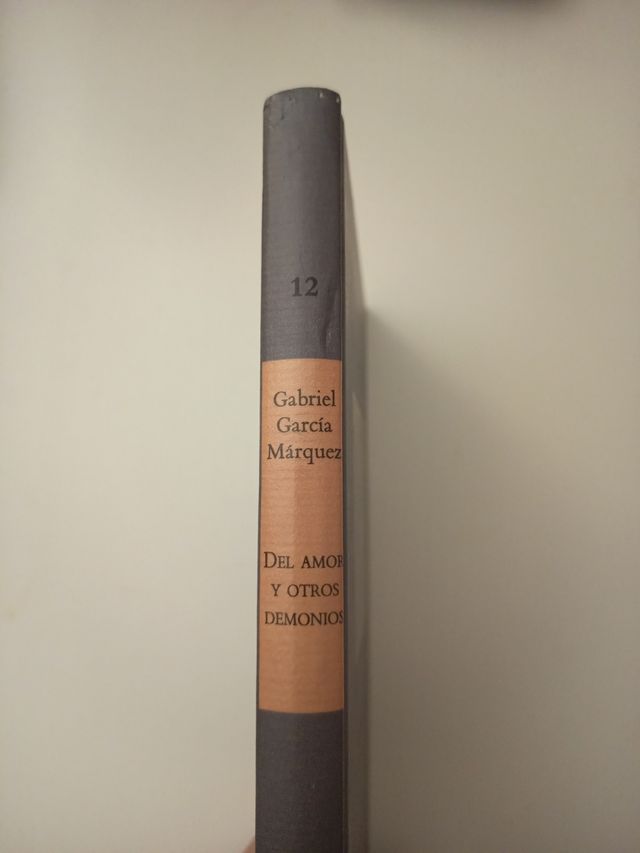 12
Gabriel
García
Márquez
DEL AMOR
Y OTROS
DEMONIOS